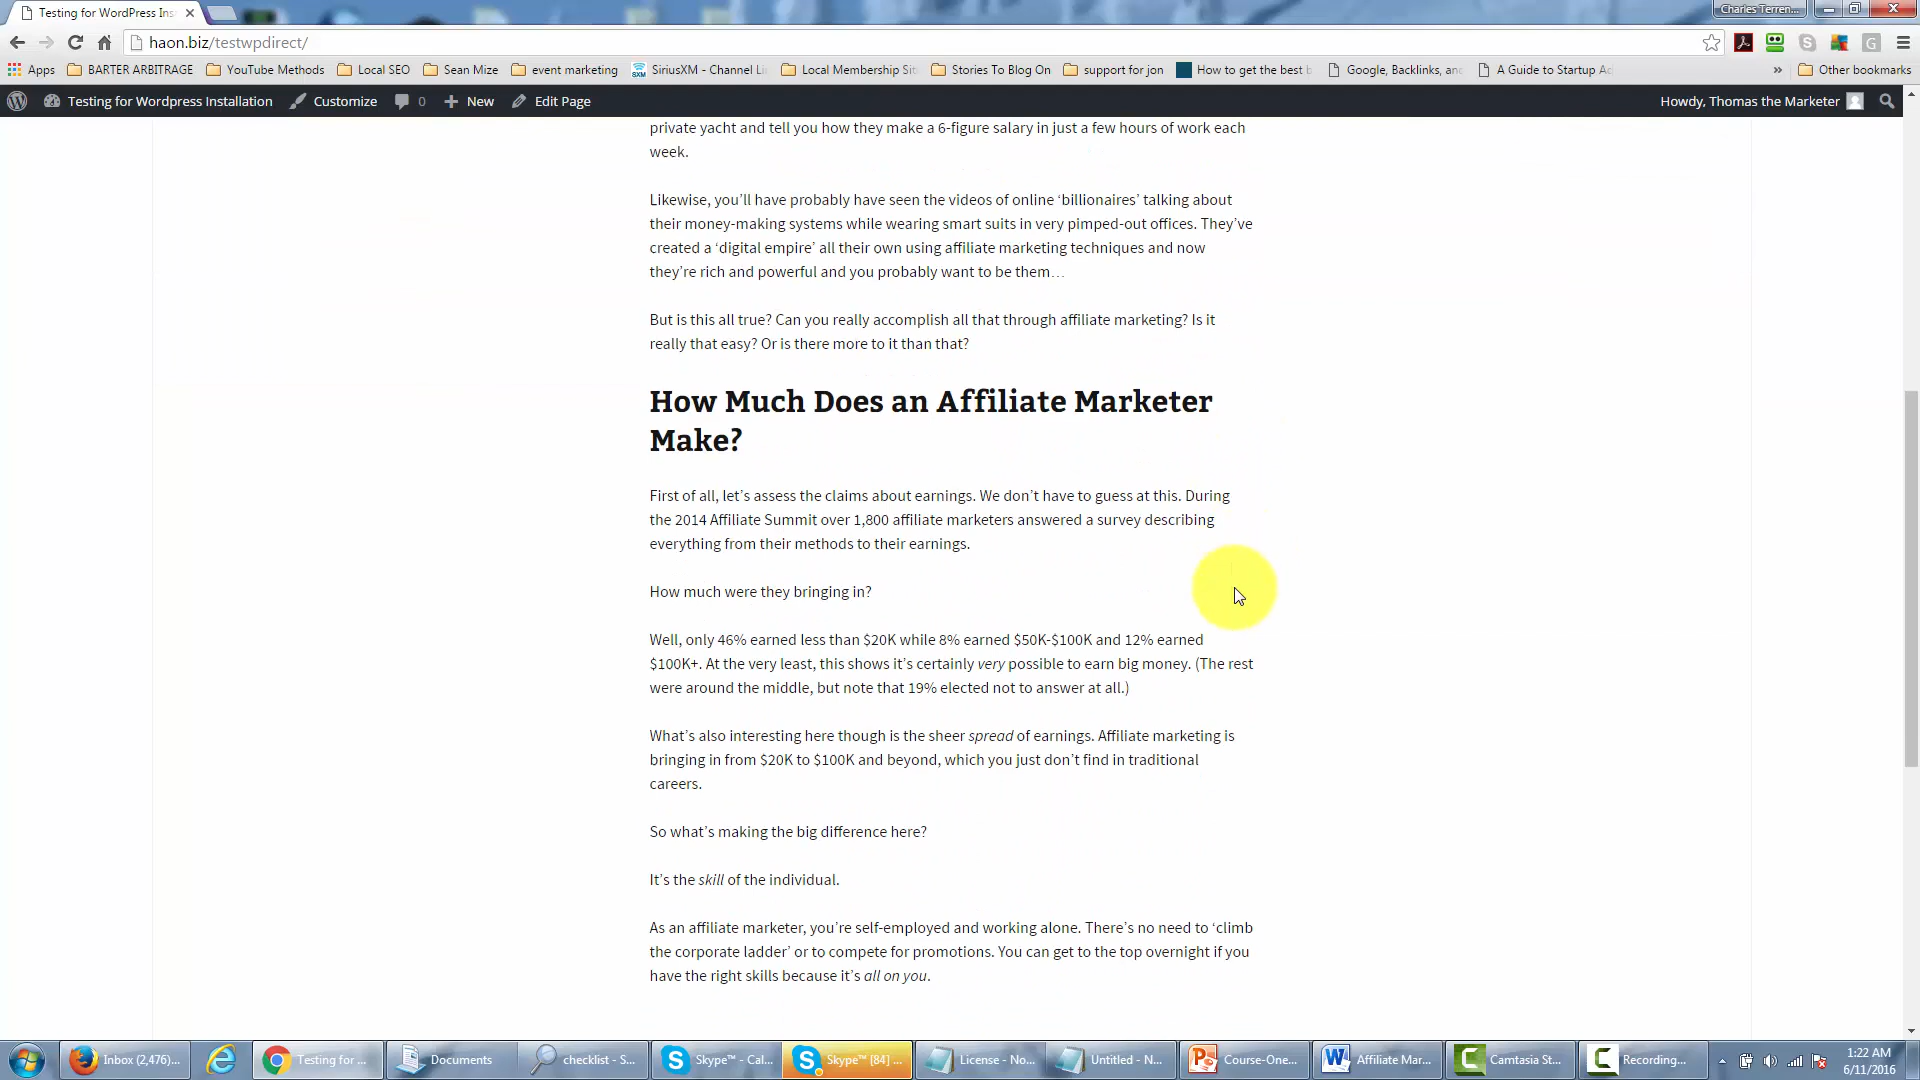 Testing for WordPress Ins
Charles Terren...
haon.biz/testwpdirect/
Apps BARTER ARBITRAGE YouTube Methods Local SEO Sean Mize event marketing SiriusXM - Channel Li Local Membership Sit Stories To Blog On support for jon How to get the best b Google, Backlinks, and A Guide to Startup Ad » Other bookmarks
Testing for Wordpress Installation Customize 0 + New Edit Page Howdy, Thomas the Marketer
private yacht and tell you how they make a 6-figure salary in just a few hours of work each
week.
Likewise, you’ll have probably have seen the videos of online ‘billionaires’ talking about
their money-making systems while wearing smart suits in very pimped-out offices. They’ve
created a ‘digital empire’ all their own using affiliate marketing techniques and now
they’re rich and powerful and you probably want to be them…
But is this all true? Can you really accomplish all that through affiliate marketing? Is it
really that easy? Or is there more to it than that?
How Much Does an Affiliate Marketer
Make?
First of all, let’s assess the claims about earnings. We don’t have to guess at this. During
the 2014 Affiliate Summit over 1,800 affiliate marketers answered a survey describing
everything from their methods to their earnings.
How much were they bringing in?
Well, only 46% earned less than $20K while 8% earned $50K-$100K and 12% earned
$100K+. At the very least, this shows it’s certainly very possible to earn big money. (The rest
were around the middle, but note that 19% elected not to answer at all.)
What’s also interesting here though is the sheer spread of earnings. Affiliate marketing is
bringing in from $20K to $100K and beyond, which you just don’t find in traditional
careers.
So what’s making the big difference here?
It’s the skill of the individual.
As an affiliate marketer, you’re self-employed and working alone. There’s no need to ‘climb
the corporate ladder’ or to compete for promotions. You can get to the top overnight if you
have the right skills because it’s all on you.
Inbox (2,476)... Testing for ... Documents checklist - S... Skype™ - Cal... Skype™ [84] ... License - No... Untitled - N... Course-One... Affiliate Mar... Camtasia St... Recording... 1:22 AM
6/11/2016